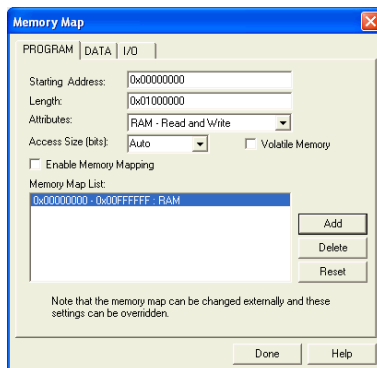 Memory Map
PROGRAM DATA I/O
Starting Address: 0x00000000
Length: 0x01000000
Attributes: RAM - Read and Write
Access Size (bits): Auto Volatile Memory
Enable Memory Mapping
Memory Map List:
0x00000000 - 0x00FFFFFF : RAM
Add
Delete
Reset
Note that the memory map can be changed externally and these
settings can be overridden.
Done Help